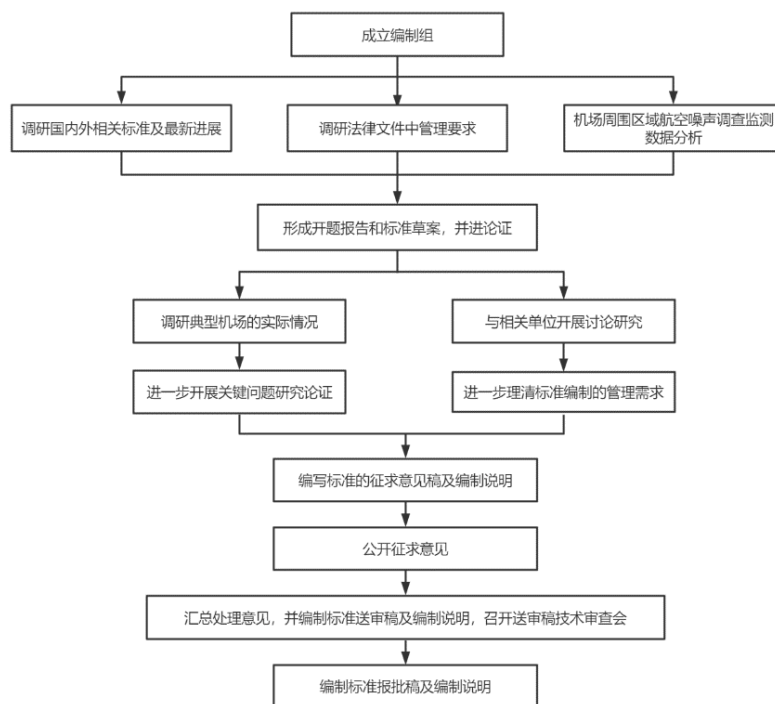 成立编制组
调研国内外相关标准及最新进展
调研法律文件中管理要求
机场周围区域航空噪声调查监测
数据分析
形成开题报告和标准草案，并进论证
调研典型机场的实际情况
与相关单位开展讨论研究
进一步开展关键问题研究论证
进一步理清标准编制的管理需求
编写标准的征求意见稿及编制说明
公开征求意见
汇总处理意见，并编制标准送审稿及编制说明，召开送审稿技术审查会
编制标准报批稿及编制说明